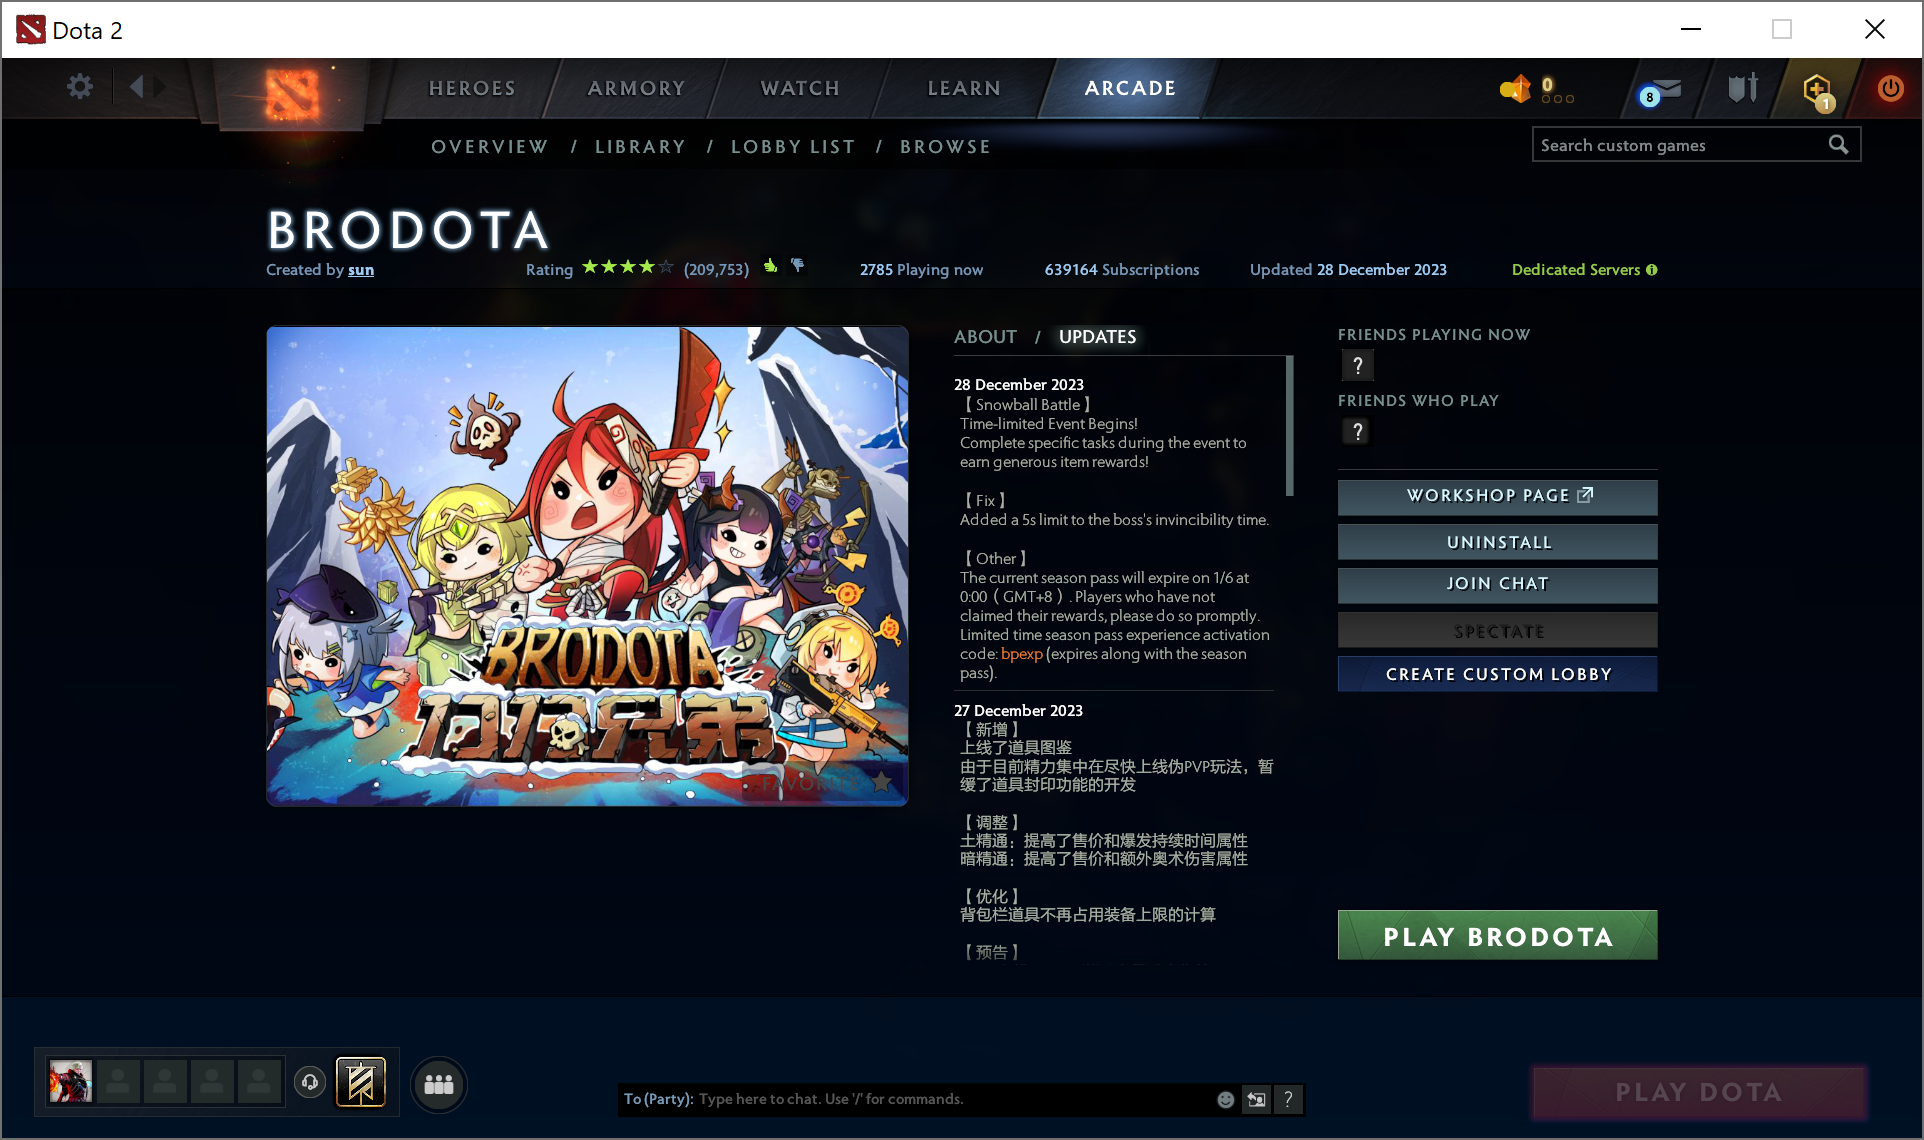 Dota 2
HEROES
ARMORY
WATCH
LEARN
ARCADE
0
8
1
OVERVIEW / LIBRARY / LOBBY LIST / BROWSE
Search custom games
BRODOTA
Created by sun
Rating
(209,753)
2785 Playing now
639164 Subscriptions
Updated 28 December 2023
Dedicated Servers
BRODOTA
刀刀兄弟
FAVORITE
ABOUT / UPDATES
28 December 2023
【 Snowball Battle 】
Time-limited Event Begins!
Complete specific tasks during the event to
earn generous item rewards!
【 Fix 】
Added a 5s limit to the boss's invincibility time.
【 Other 】
The current season pass will expire on 1/6 at
0:00（ GMT+8 ）. Players who have not
claimed their rewards, please do so promptly.
Limited time season pass experience activation
code: bpexp (expires along with the season
pass).
27 December 2023
【 新增 】
上线了道具图鉴
由于目前精力集中在尽快上线伪PVP玩法，暂
缓了道具封印功能的开发
【 调整 】
土精通：提高了售价和爆发持续时间属性
暗精通：提高了售价和额外奥术伤害属性
【 优化 】
背包栏道具不再占用装备上限的计算
【 预告 】
FRIENDS PLAYING NOW
?
FRIENDS WHO PLAY
?
WORKSHOP PAGE
UNINSTALL
JOIN CHAT
SPECTATE
CREATE CUSTOM LOBBY
PLAY BRODOTA
To (Party): Type here to chat. Use '/' for commands.
?
PLAY DOTA